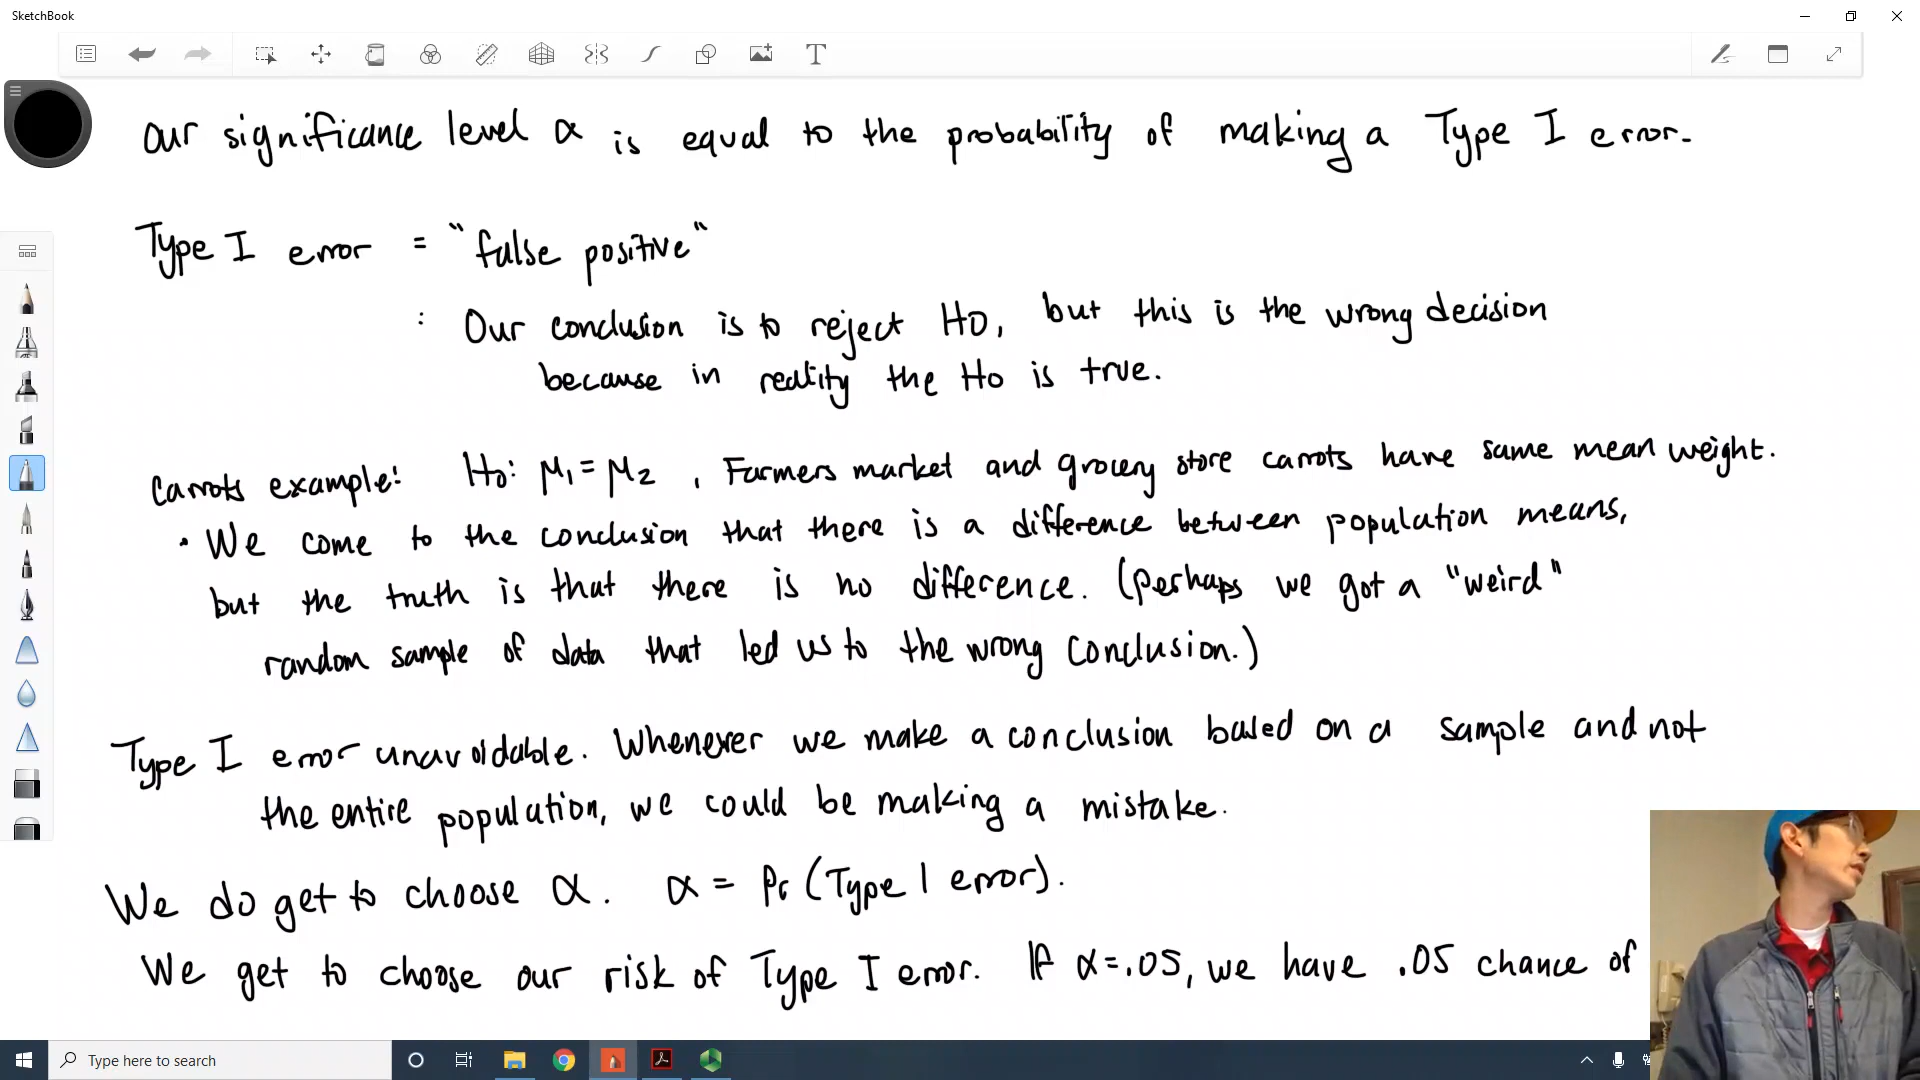 SketchBook
Our significance level α is equal to the probability of making a Type I error.
Type I error = "false positive"
: Our conclusion is to reject H0, but this is the wrong decision
because in reality the H0 is true.
Carrots example: H0: μ1 = μ2 , Farmers market and grocery store carrots have same mean weight.
• We come to the conclusion that there is a difference between population means,
but the truth is that there is no difference. (Perhaps we got a "weird"
random sample of data that led us to the wrong conclusion.)
Type I error unavoidable. Whenever we make a conclusion based on a sample and not
the entire population, we could be making a mistake.
We do get to choose α. α = Pr (Type I error).
We get to choose our risk of Type I error. If α=.05, we have .05 chance of
Type here to search